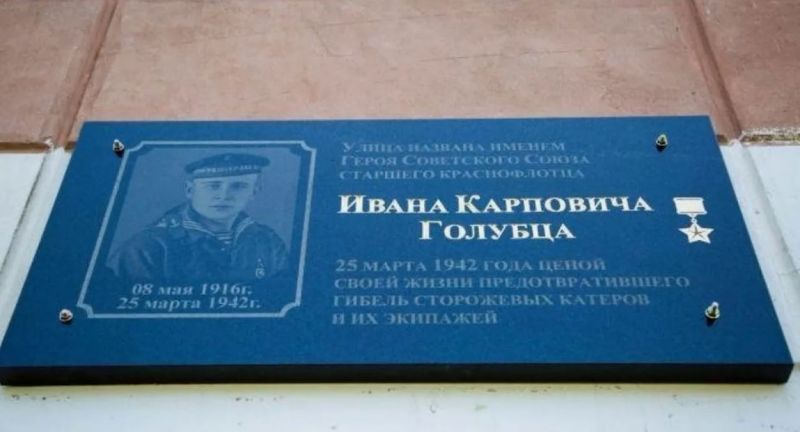 Улица названа именем
Героя Советского Союза
старшего краснофлотца
Ивана Карповича
Голубца
25 марта 1942 года ценой
своей жизни предотвратившего
гибель сторожевых катеров
и их экипажей
08 мая 1916г.
25 марта 1942г.